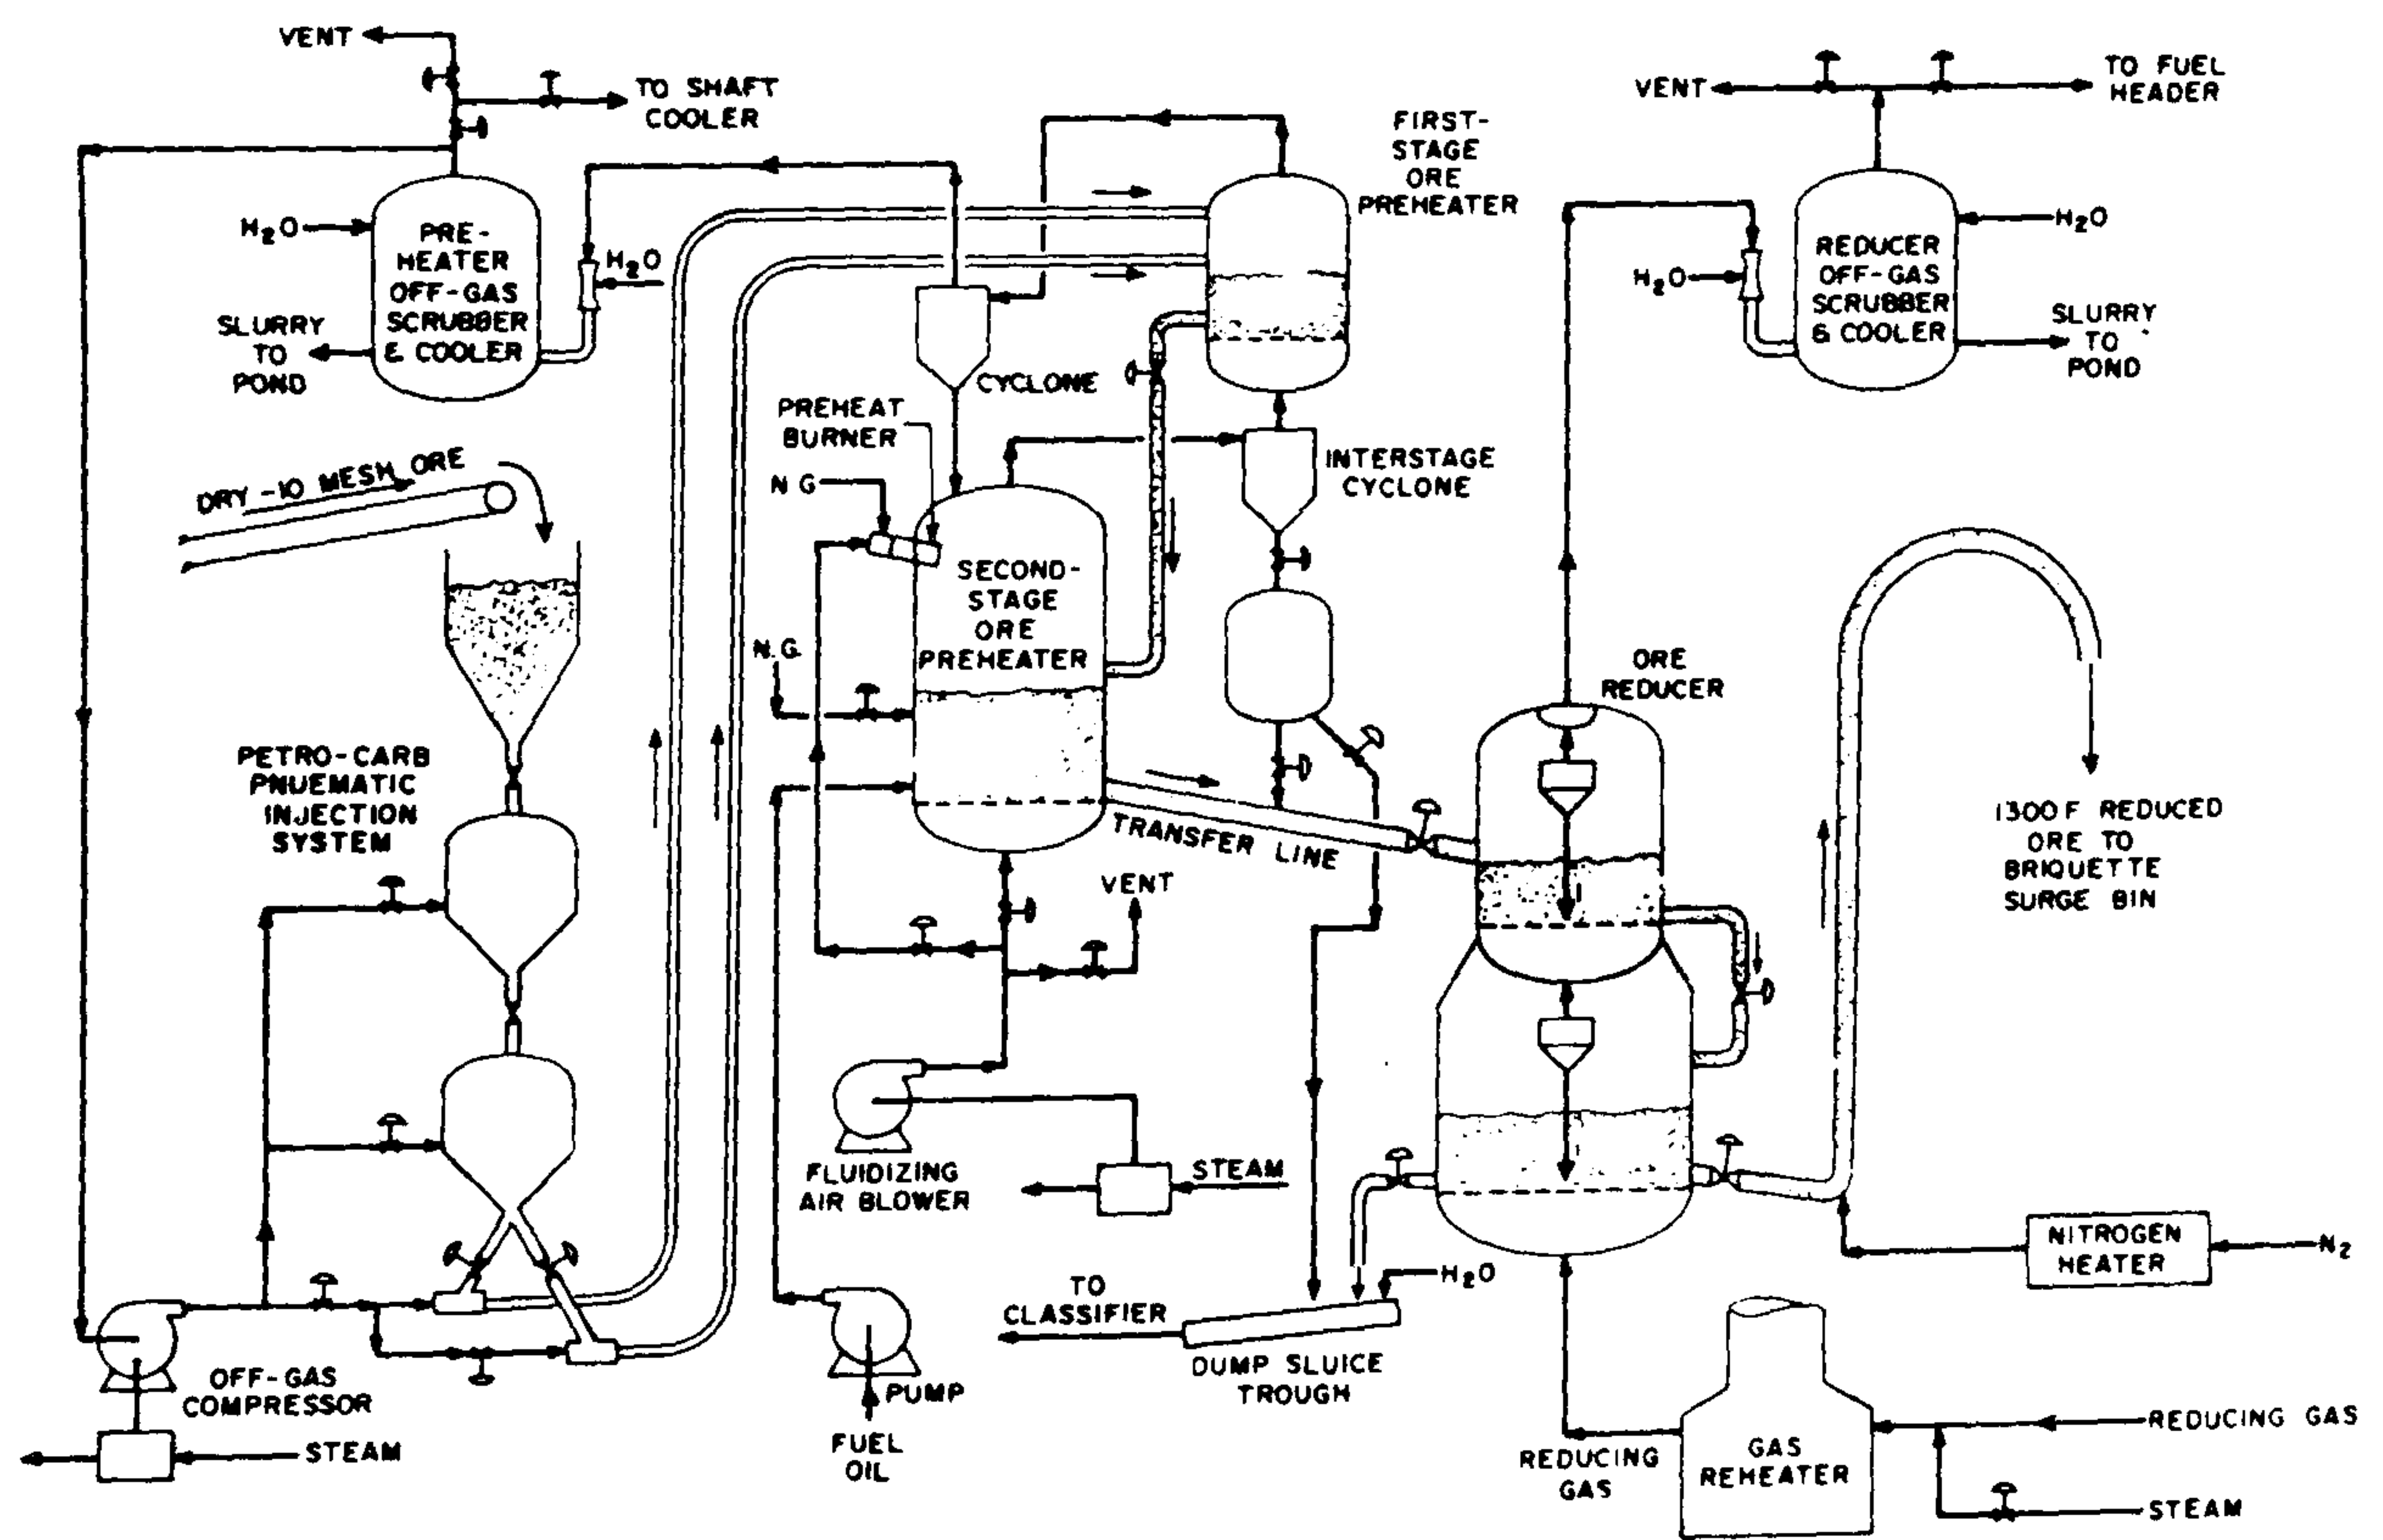 VENT
TO SHAFT
COOLER
H2O
PRE-
HEATER
OFF-GAS
SCRUBBER
& COOLER
H2O
SLURRY
TO
POND
FIRST-
STAGE
ORE
PREHEATER
VENT
TO FUEL
HEADER
H2O
REDUCER
OFF-GAS
SCRUBBER
& COOLER
H2O
SLURRY
TO
POND
CYCLONE
PREHEAT
BURNER
N G
INTERSTAGE
CYCLONE
DRY -10 MESH ORE
SECOND-
STAGE
ORE
PREHEATER
N.G.
ORE
REDUCER
PETRO-CARB
PNUEMATIC
INJECTION
SYSTEM
TRANSFER LINE
VENT
1300 F REDUCED
ORE TO
BRIQUETTE
SURGE BIN
FLUIDIZING
AIR BLOWER
STEAM
NITROGEN
HEATER
N2
TO
CLASSIFIER
H2O
DUMP SLUICE
TROUGH
OFF-GAS
COMPRESSOR
STEAM
PUMP
FUEL
OIL
REDUCING
GAS
GAS
REHEATER
REDUCING GAS
STEAM